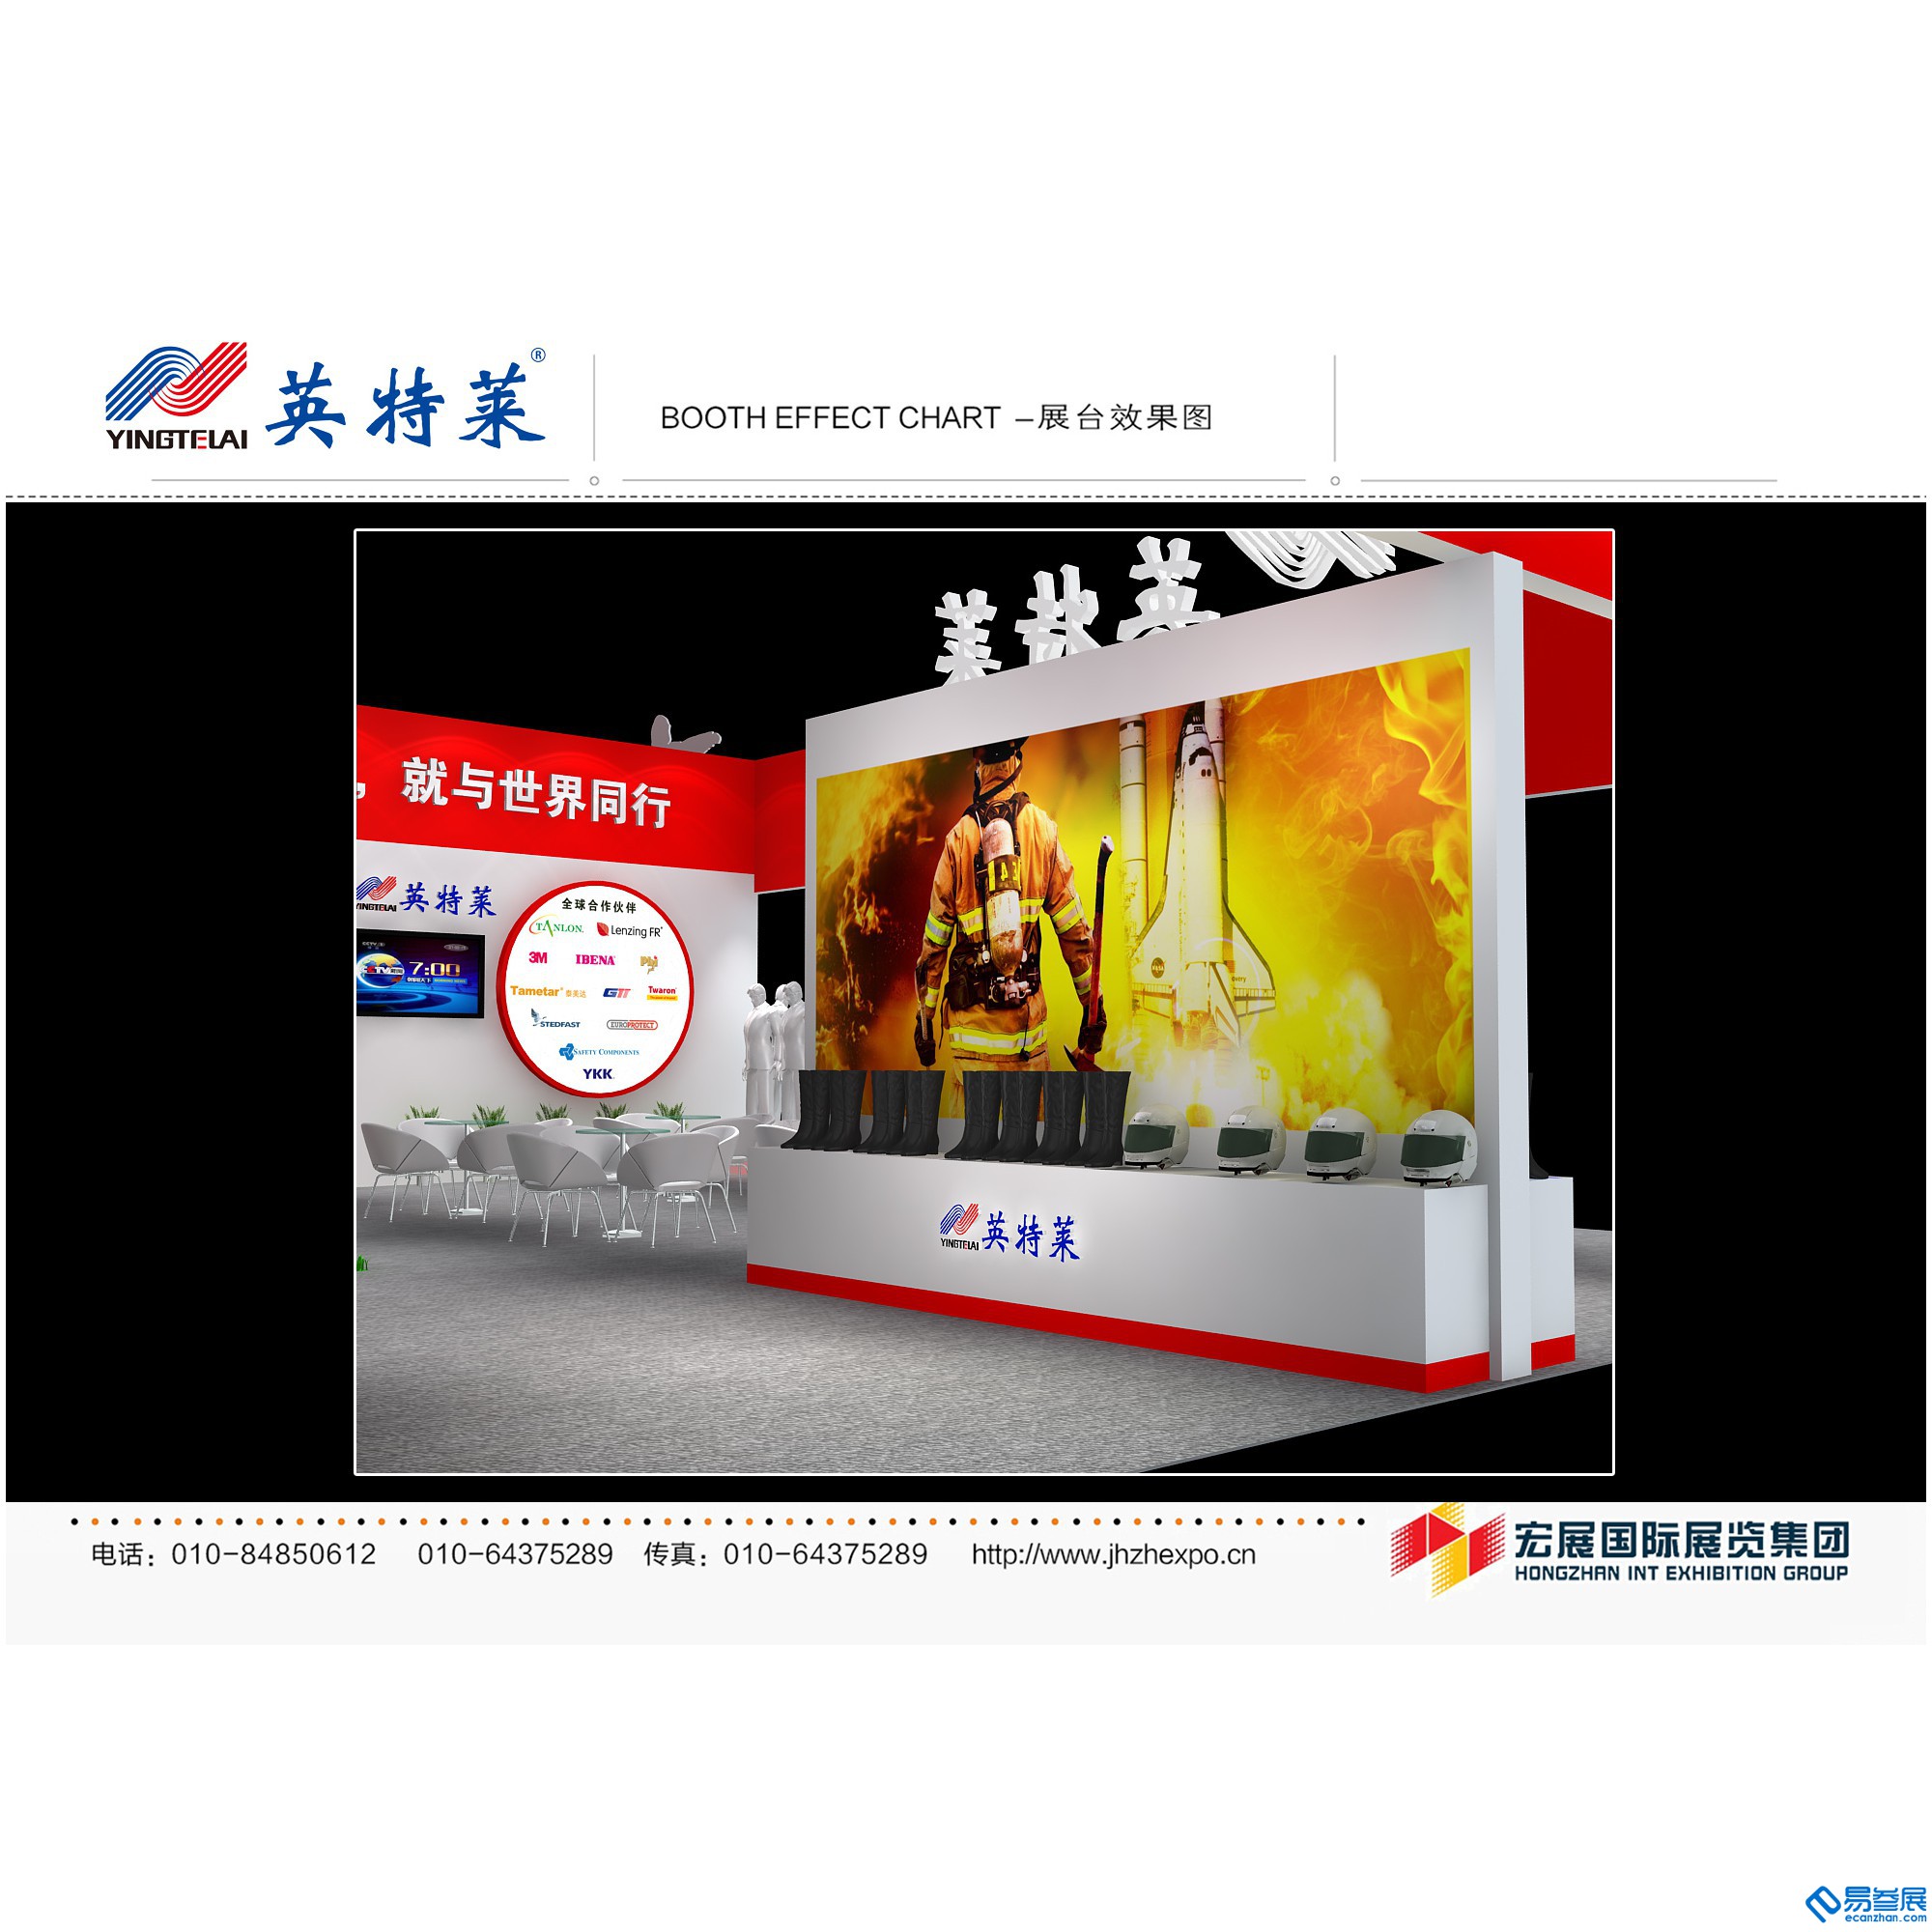 YINGTELAI 英特莱®
BOOTH EFFECT CHART –展台效果图
英特莱
，就与世界同行
YINGTELAI 英特莱
CCTV
7:00
全球合作伙伴
TANLON
Lenzing FR®
3M IBENA
Tametar® 泰美达 Twaron®
STEDFAST EUROPROTECT
SAFETY COMPONENTS
YKK
YINGTELAI 英特莱
电话：010-84850612 010-64375289 传真：010-64375289 http://www.jhzhexpo.cn
宏展国际展览集团
HONGZHAN INT EXHIBITION GROUP
易参展
ecanzhan.com